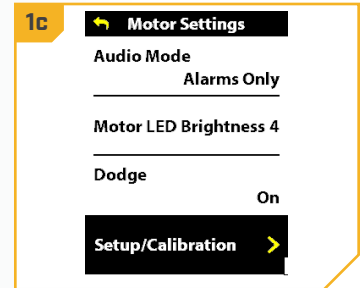 1c
Motor Settings
Audio Mode
Alarms Only
Motor LED Brightness 4
Dodge
On
Setup/Calibration